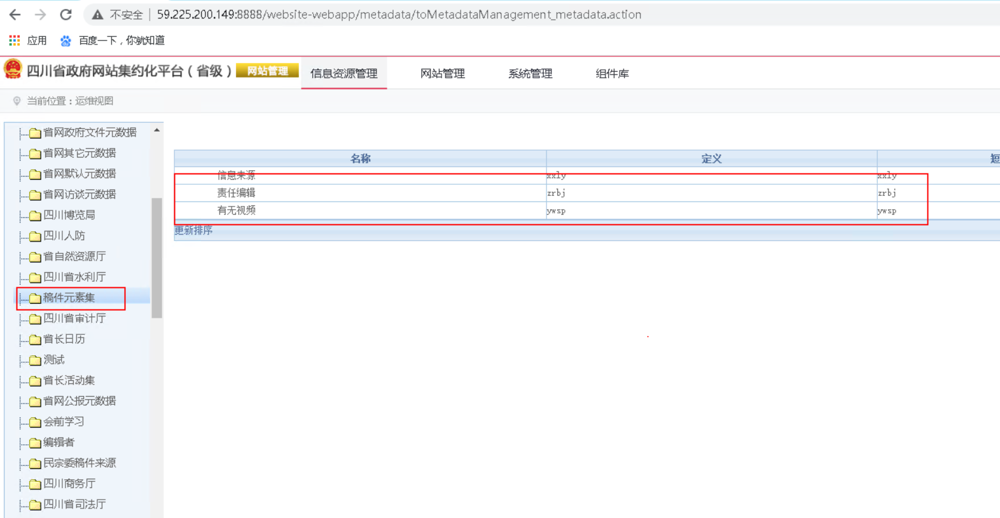 不安全 59.225.200.149:8888/website-webapp/metadata/toMetadataManagement_metadata.action
应用 百度一下，你就知道
四川省政府网站集约化平台（省级） 网站管理 信息资源管理 网站管理 系统管理 组件库
当前位置：运维视图
省网政府文件元数据
省网其它元数据
省网默认元数据
省网访谈元数据
四川博览局
四川人防
省自然资源厅
四川省水利厅
稿件元素集
四川省审计厅
省长日历
测试
省长活动集
省网公报元数据
会前学习
编辑者
民宗委稿件来源
四川商务厅
四川省司法厅
名称 定义 短
信息来源 xxly xxly
责任编辑 zrbj zrbj
有无视频 ywsp ywsp
更新排序